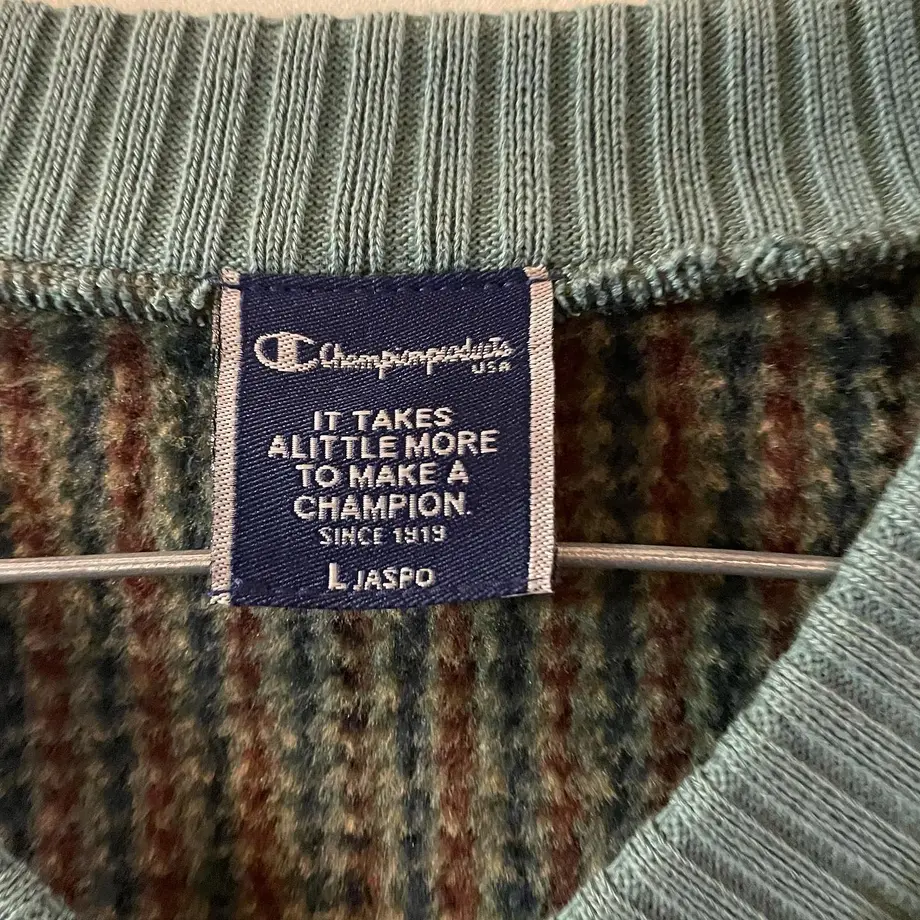 Championproducts
USA
IT TAKES
ALITTLE MORE
TO MAKE A
CHAMPION.
SINCE 1919
L JASPO